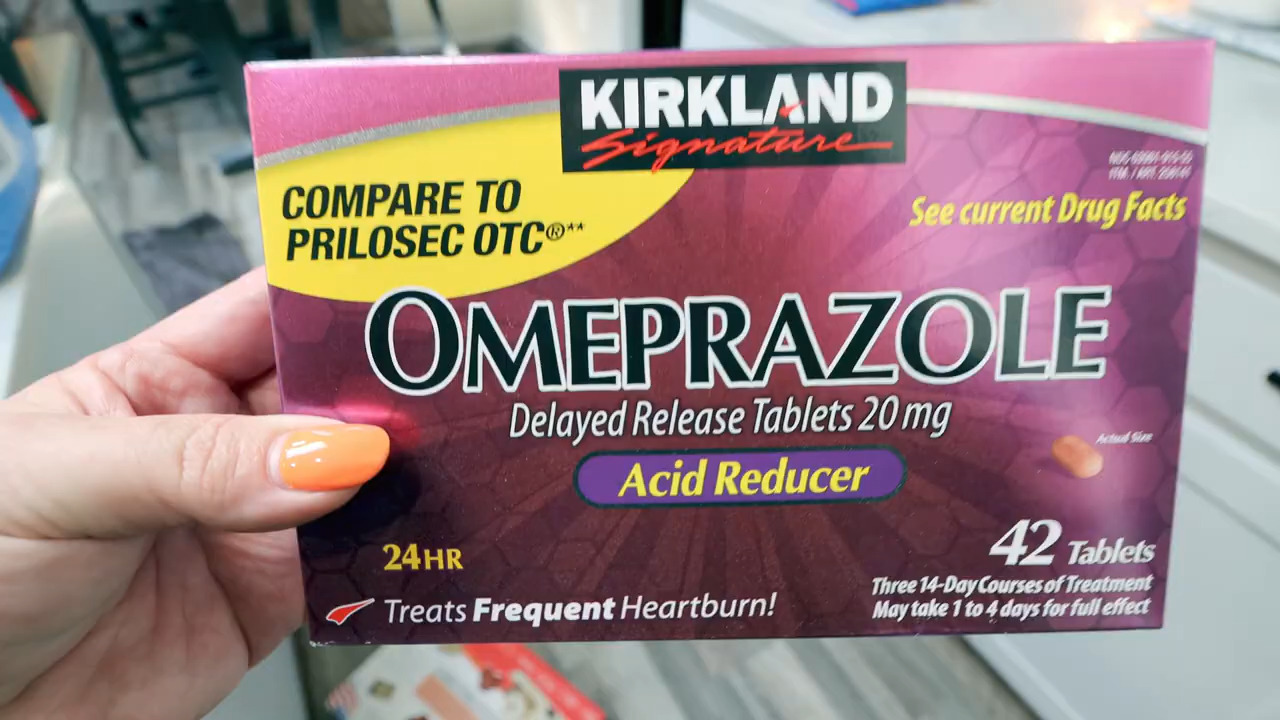 KIRKLAND
Signature
COMPARE TO
PRILOSEC OTC®**
See current Drug Facts
OMEPRAZOLE
Delayed Release Tablets 20 mg
Acid Reducer
Actual Size
24HR
42 Tablets
Treats Frequent Heartburn!
Three 14-Day Courses of Treatment
May take 1 to 4 days for full effect